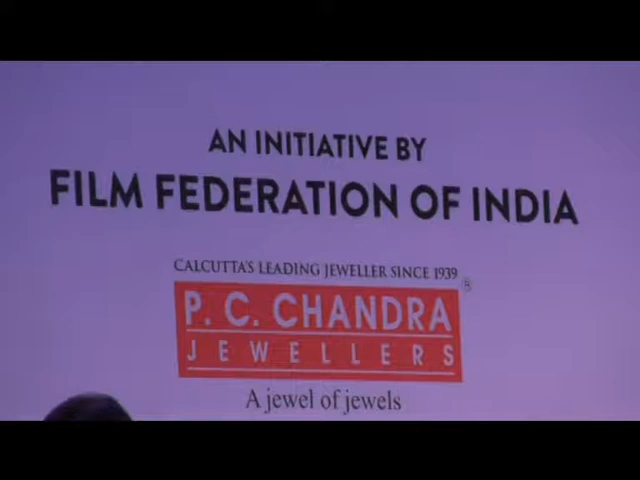 AN INITIATIVE BY
FILM FEDERATION OF INDIA
CALCUTTA'S LEADING JEWELLER SINCE 1939
®
P. C. CHANDRA
JEWELLERS
A jewel of jewels